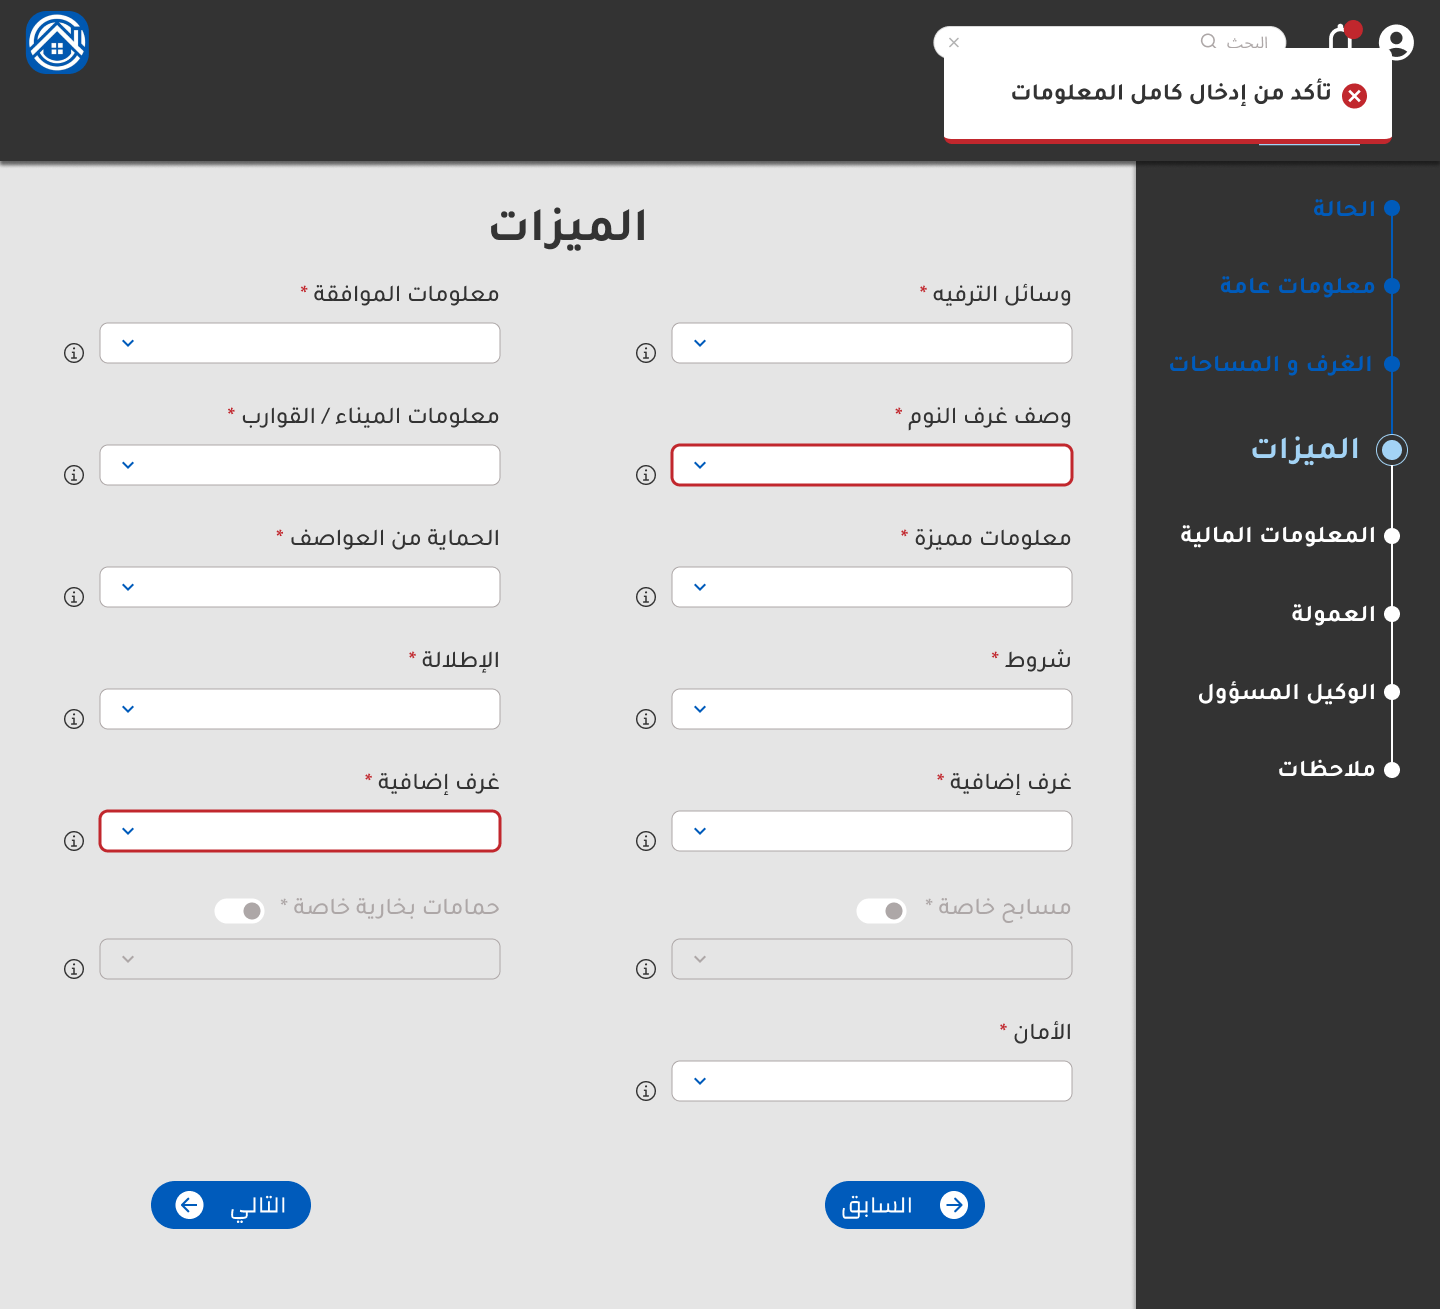 البحث
تأكد من إدخال كامل المعلومات
الحالة
معلومات عامة
الغرف و المساحات
الميزات
المعلومات المالية
العمولة
الوكيل المسؤول
ملاحظات
الميزات
وسائل الترفيه *
معلومات الموافقة *
وصف غرف النوم *
معلومات الميناء / القوارب *
معلومات مميزة *
الحماية من العواصف *
شروط *
الإطلالة *
غرف إضافية *
غرف إضافية *
مسابح خاصة *
حمامات بخارية خاصة *
الأمان *
السابق
التالي